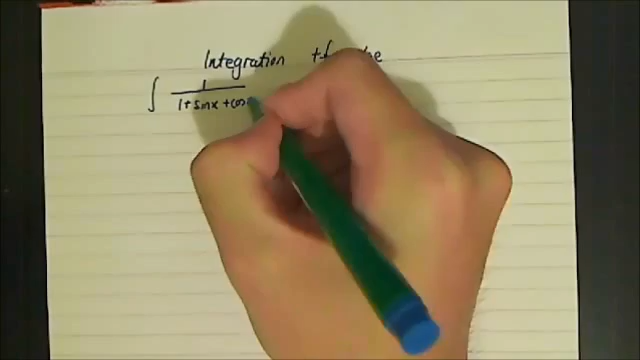 Integration
∫ 1
1+sinx+cos